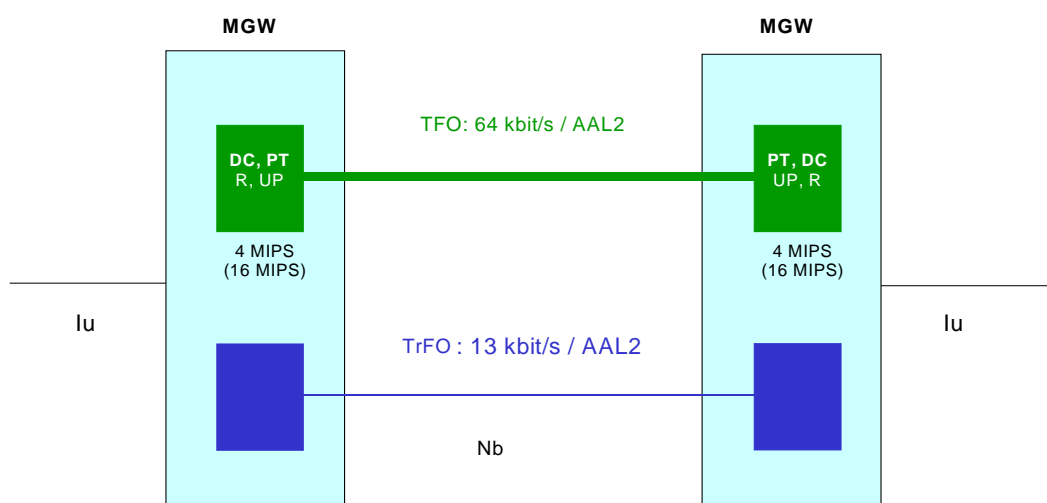 MGW
MGW
TFO: 64 kbit/s / AAL2
DC, PT
R, UP
PT, DC
UP, R
4 MIPS
(16 MIPS)
4 MIPS
(16 MIPS)
Iu
Iu
TrFO : 13 kbit/s / AAL2
Nb